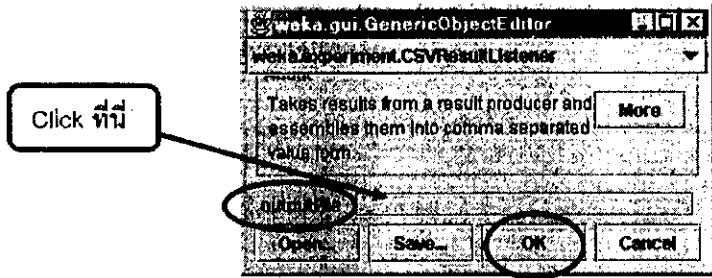 weka.gui.GenericObjectEditor
weka.experiment.CSVResultListener
About
Takes results from a result producer and
assembles them into comma separated
value form.
More
Click ที่นี่
outputFile
Open...
Save...
OK
Cancel